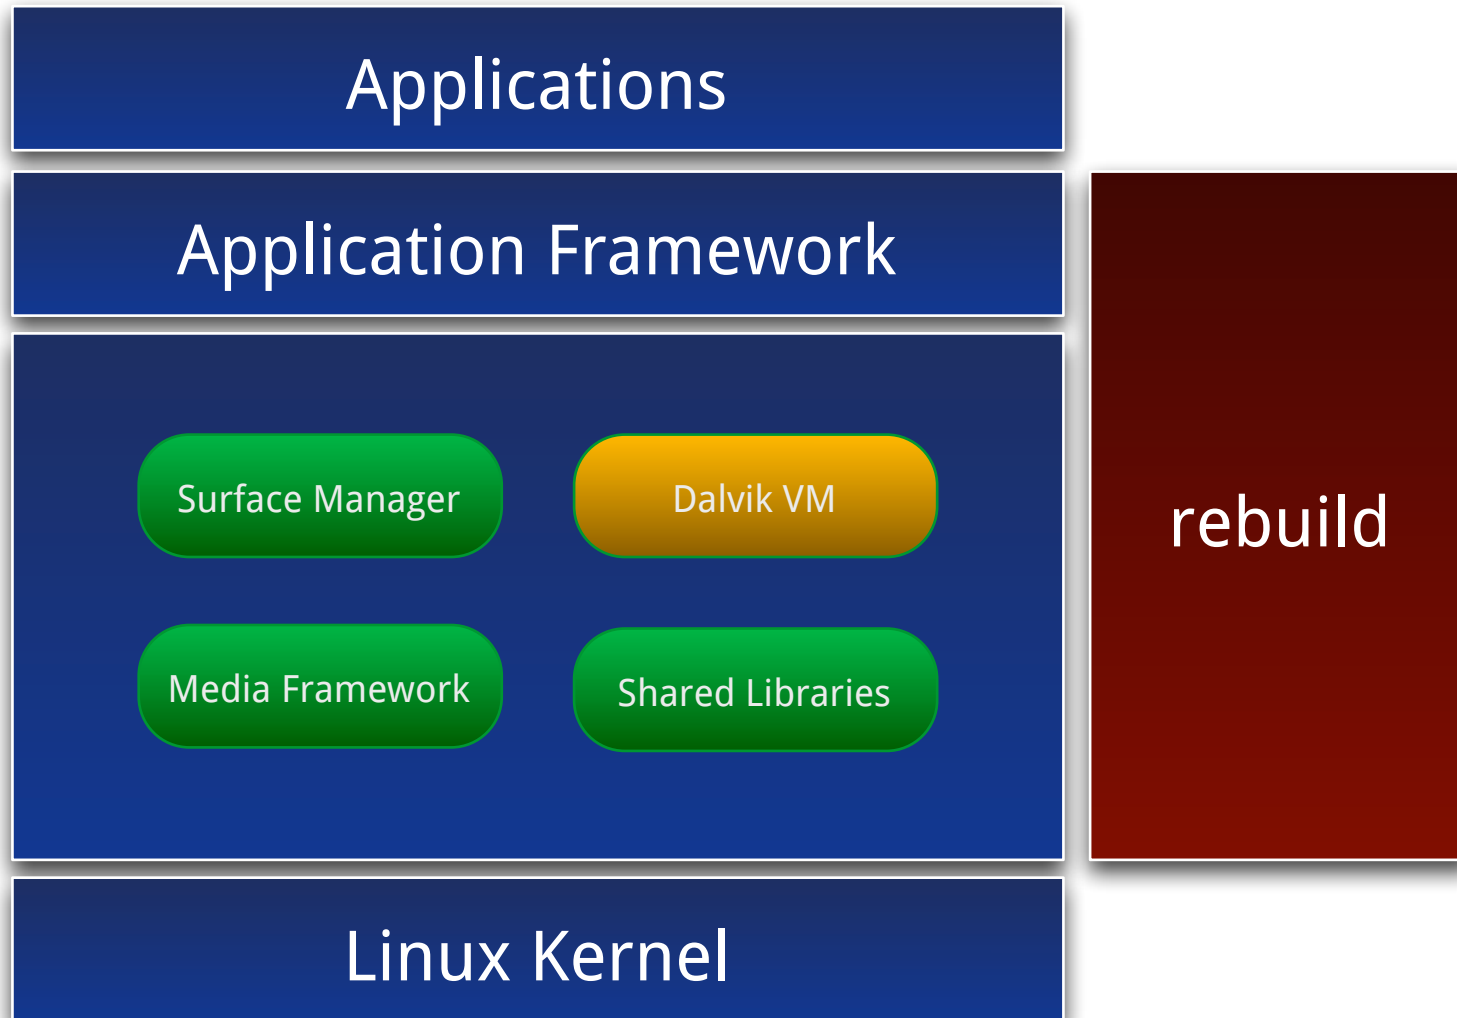 Applications
Application Framework
Surface Manager
Dalvik VM
Media Framework
Shared Libraries
rebuild
Linux Kernel